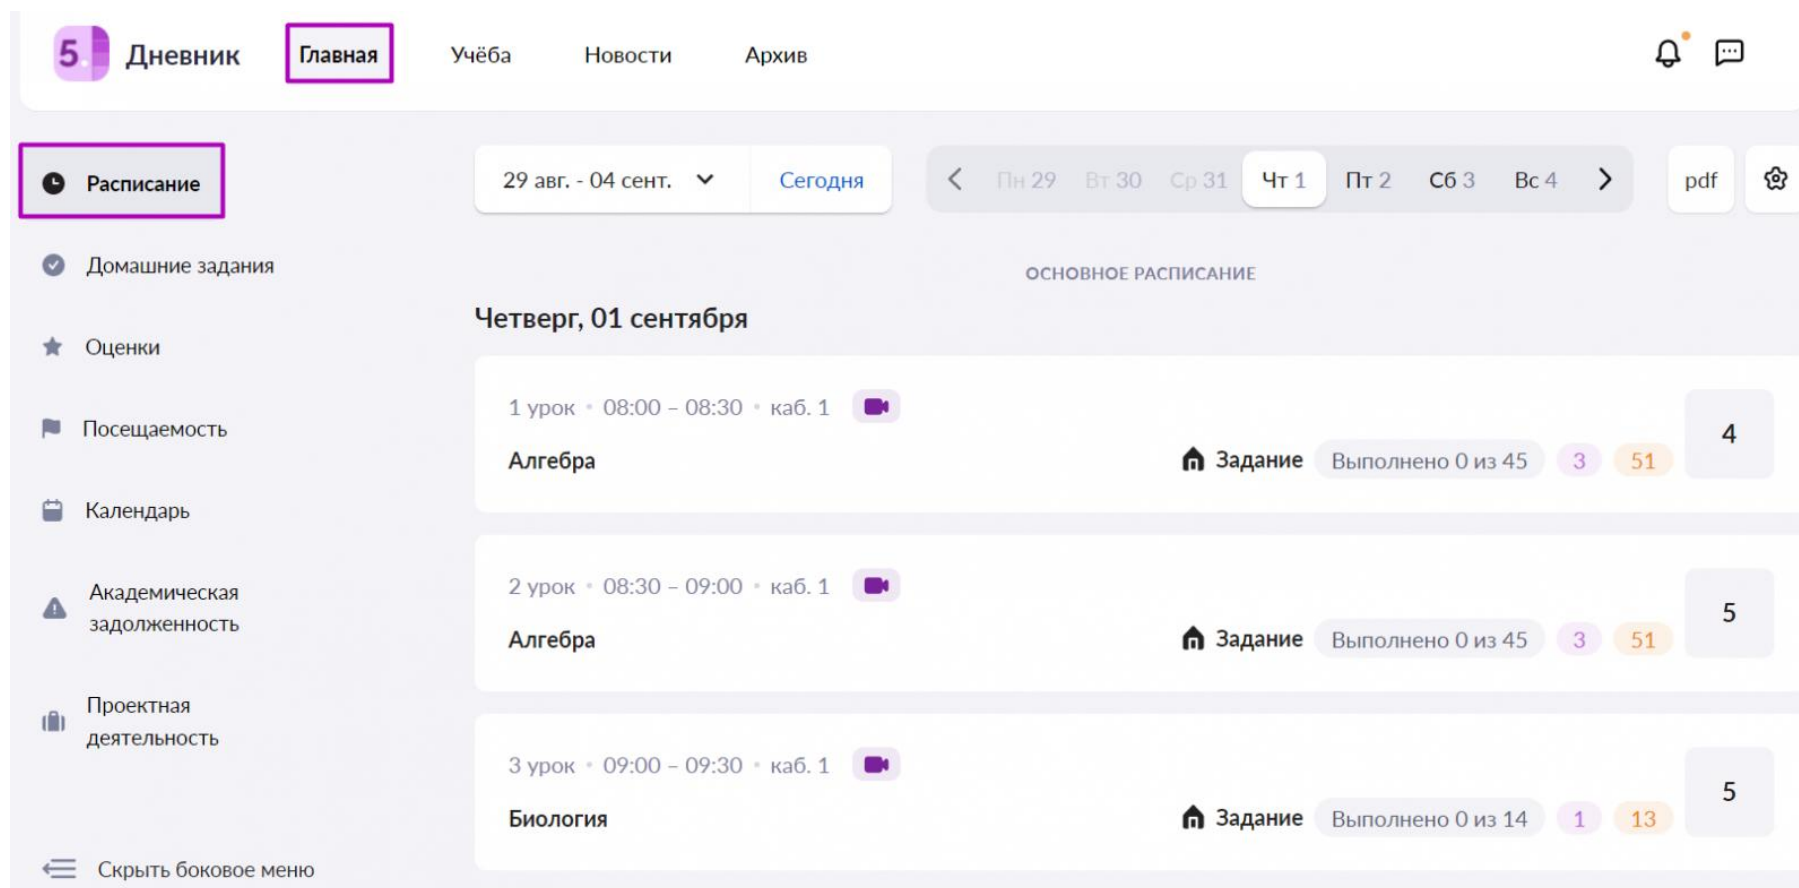 5. Дневник Главная Учёба Новости Архив
Расписание
Домашние задания
Оценки
Посещаемость
Календарь
Академическая
задолженность
Проектная
деятельность
Скрыть боковое меню
29 авг. - 04 сент. Сегодня Пн 29 Вт 30 Ср 31 Чт 1 Пт 2 Сб 3 Вс 4 pdf
ОСНОВНОЕ РАСПИСАНИЕ
Четверг, 01 сентября
1 урок • 08:00 – 08:30 • каб. 1
Алгебра Задание Выполнено 0 из 45 3 51 4
2 урок • 08:30 – 09:00 • каб. 1
Алгебра Задание Выполнено 0 из 45 3 51 5
3 урок • 09:00 – 09:30 • каб. 1
Биология Задание Выполнено 0 из 14 1 13 5